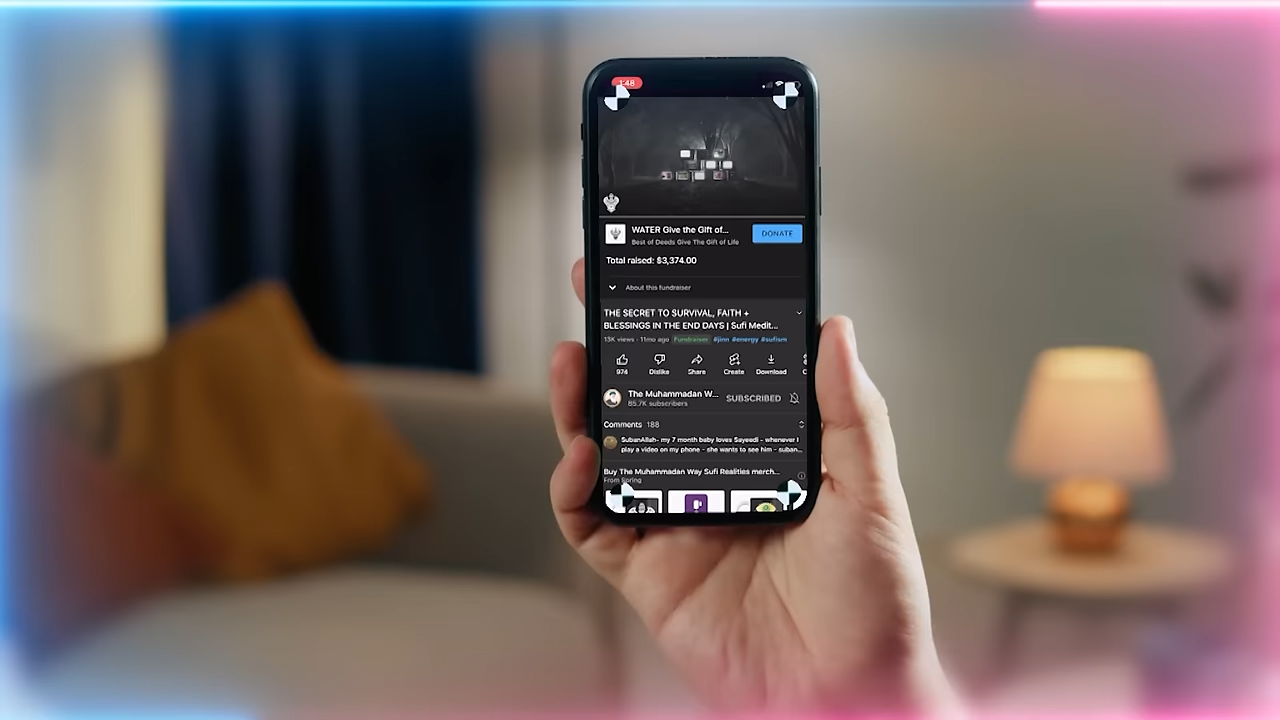 1:48
WATER Give the Gift of...
Best of Deeds Give The Gift of Life
DONATE
Total raised: $3,374.00
About this fundraiser
THE SECRET TO SURVIVAL, FAITH +
BLESSINGS IN THE END DAYS | Sufi Medit...
13K views · 11mo ago Fundraiser #jinn #energy #sufism
974 Dislike Share Create Download C
The Muhammadan W...
85.7K subscribers
SUBSCRIBED
Comments 188
SubanAllah- my 7 month baby loves Sayeedi - whenever I
play a video on my phone - she wants to see him - suban...
Buy The Muhammadan Way Sufi Realities merch...
From Spring